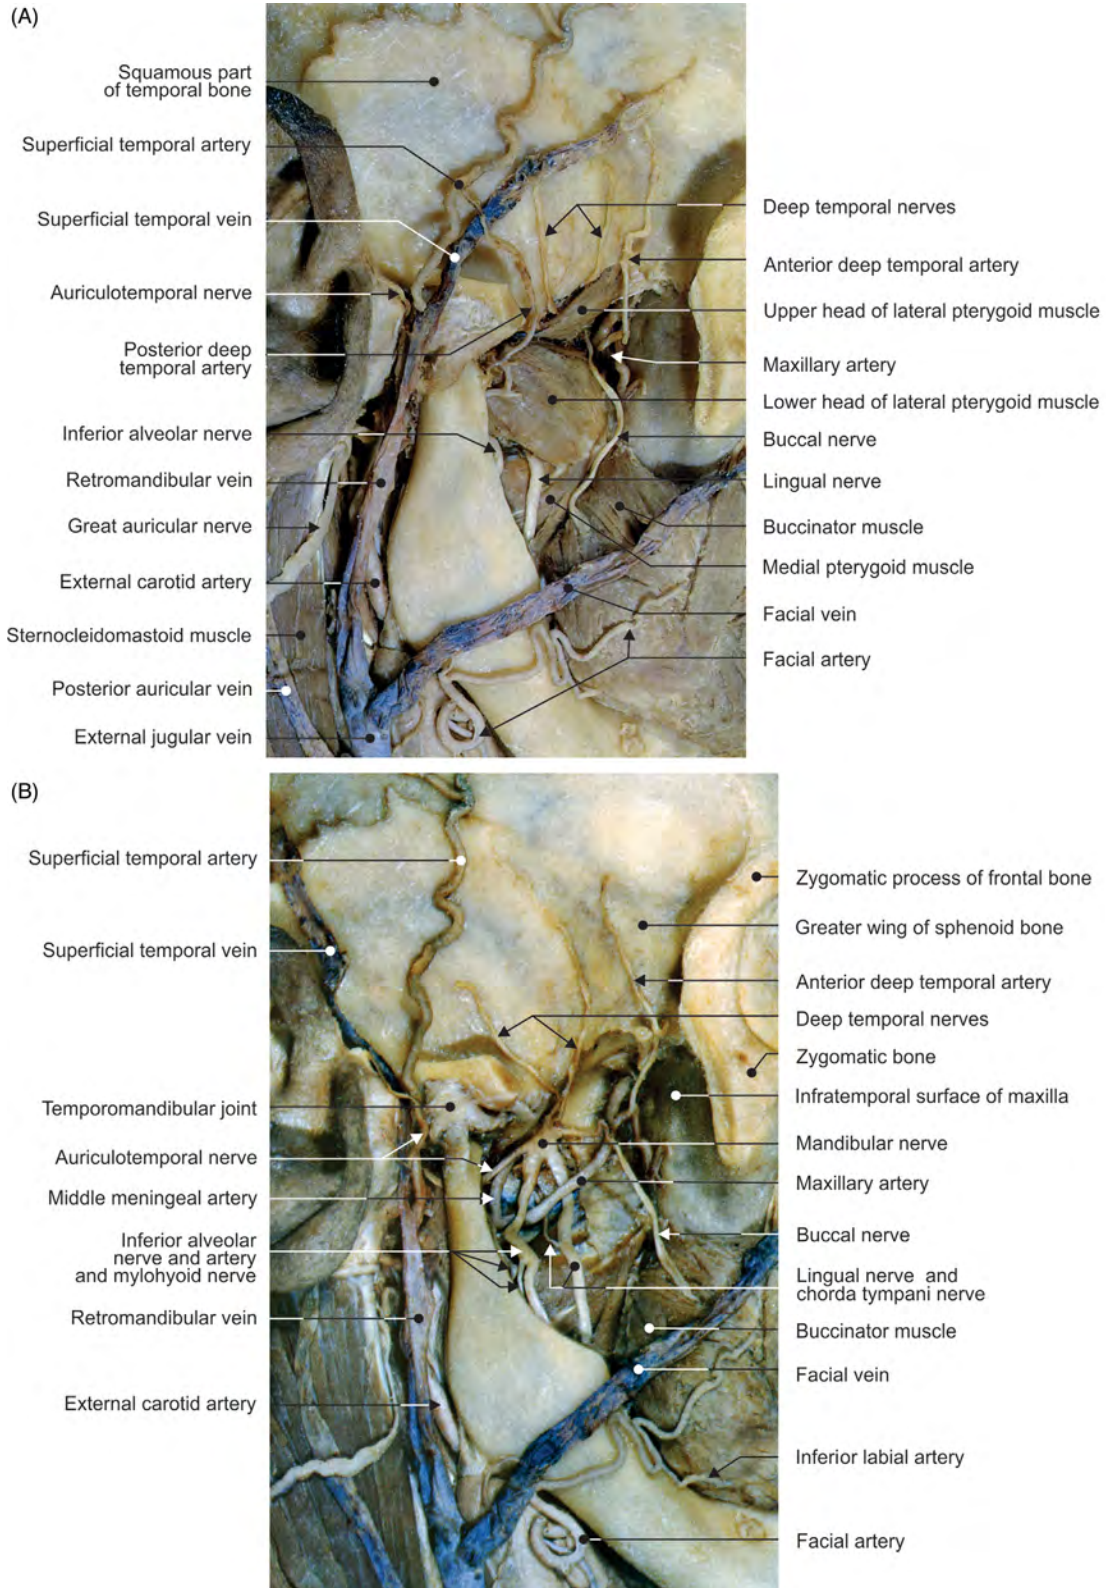 (A)
Squamous part
of temporal bone
Superficial temporal artery
Superficial temporal vein
Auriculotemporal nerve
Posterior deep
temporal artery
Inferior alveolar nerve
Retromandibular vein
Great auricular nerve
External carotid artery
Sternocleidomastoid muscle
Posterior auricular vein
External jugular vein
Deep temporal nerves
Anterior deep temporal artery
Upper head of lateral pterygoid muscle
Maxillary artery
Lower head of lateral pterygoid muscle
Buccal nerve
Lingual nerve
Buccinator muscle
Medial pterygoid muscle
Facial vein
Facial artery
(B)
Superficial temporal artery
Superficial temporal vein
Temporomandibular joint
Auriculotemporal nerve
Middle meningeal artery
Inferior alveolar
nerve and artery
and mylohyoid nerve
Retromandibular vein
External carotid artery
Zygomatic process of frontal bone
Greater wing of sphenoid bone
Anterior deep temporal artery
Deep temporal nerves
Zygomatic bone
Infratemporal surface of maxilla
Mandibular nerve
Maxillary artery
Buccal nerve
Lingual nerve and
chorda tympani nerve
Buccinator muscle
Facial vein
Inferior labial artery
Facial artery